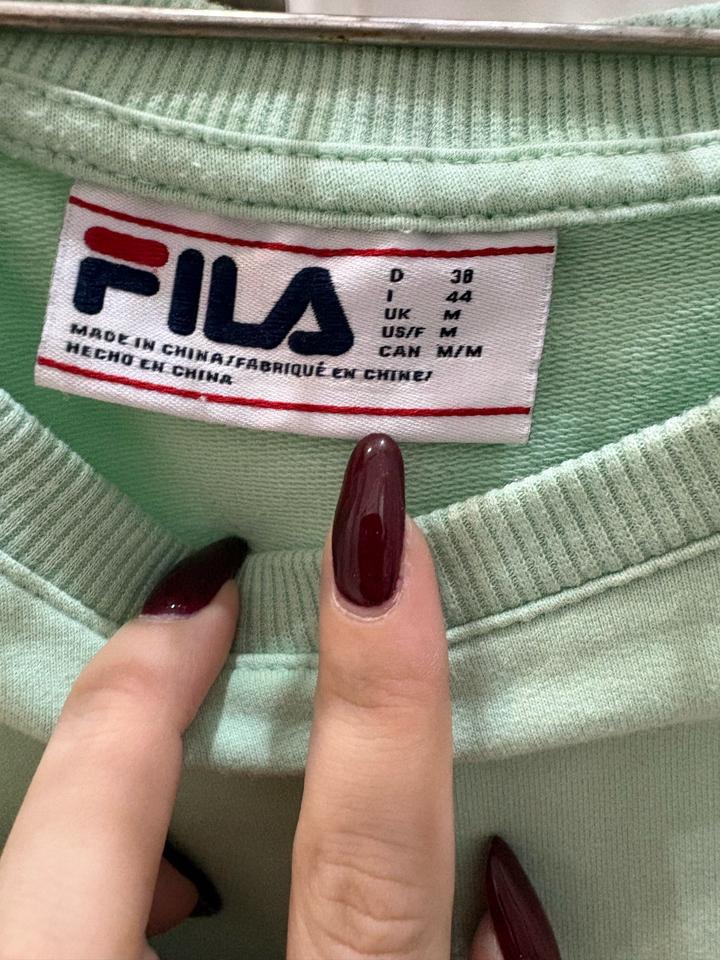 FILA
MADE IN CHINA/FABRIQUÉ EN CHINE/
HECHO EN CHINA
D 38
I 44
UK M
US/F M
CAN M/M